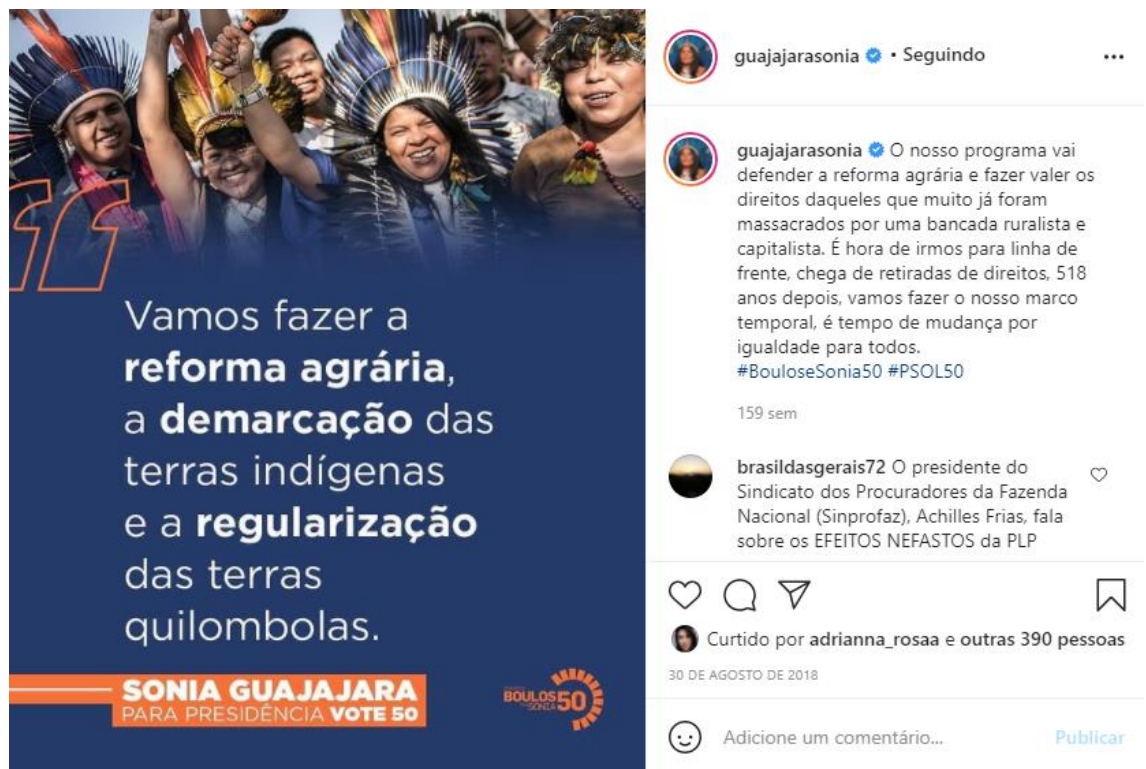 Vamos fazer a
reforma agrária,
a demarcação das
terras indígenas
e a regularização
das terras
quilombolas.
SONIA GUAJAJARA
PARA PRESIDÊNCIA VOTE 50
BOULOS
SONIA 50
guajajarasonia • Seguindo
guajajarasonia O nosso programa vai
defender a reforma agrária e fazer valer os
direitos daqueles que muito já foram
massacrados por uma bancada ruralista e
capitalista. É hora de irmos para linha de
frente, chega de retiradas de direitos, 518
anos depois, vamos fazer o nosso marco
temporal, é tempo de mudança por
igualdade para todos.
#BouloseSonia50 #PSOL50
159 sem
brasildasgerais72 O presidente do
Sindicato dos Procuradores da Fazenda
Nacional (Sinprofaz), Achilles Frias, fala
sobre os EFEITOS NEFASTOS da PLP
Curtido por adrianna_rosaa e outras 390 pessoas
30 DE AGOSTO DE 2018
Adicione um comentário... Publicar